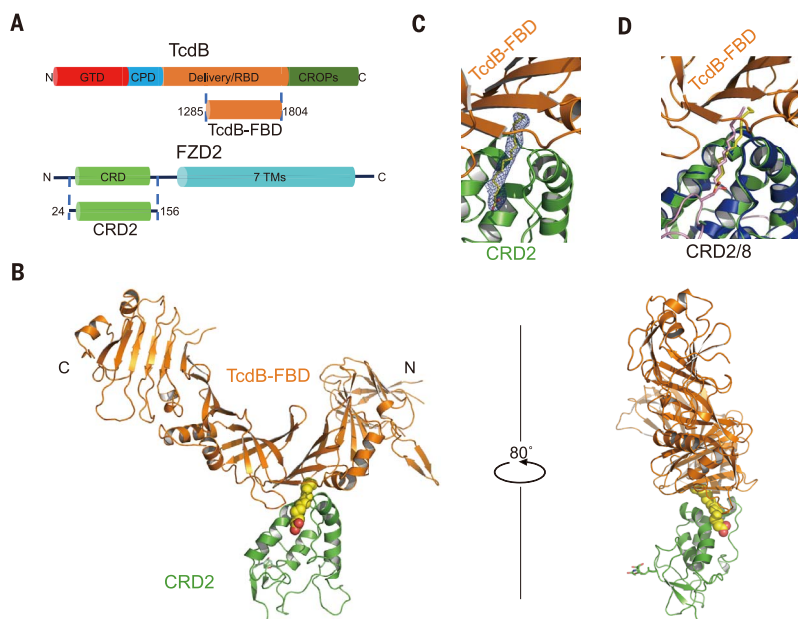 A
TcdB
N GTD CPD Delivery/RBD CROPs C
1285 1804
TcdB-FBD
FZD2
N CRD 7 TMs C
24 156
CRD2
C
TcdB-FBD
CRD2
D
TcdB-FBD
CRD2/8
B
C TcdB-FBD N
CRD2
80°